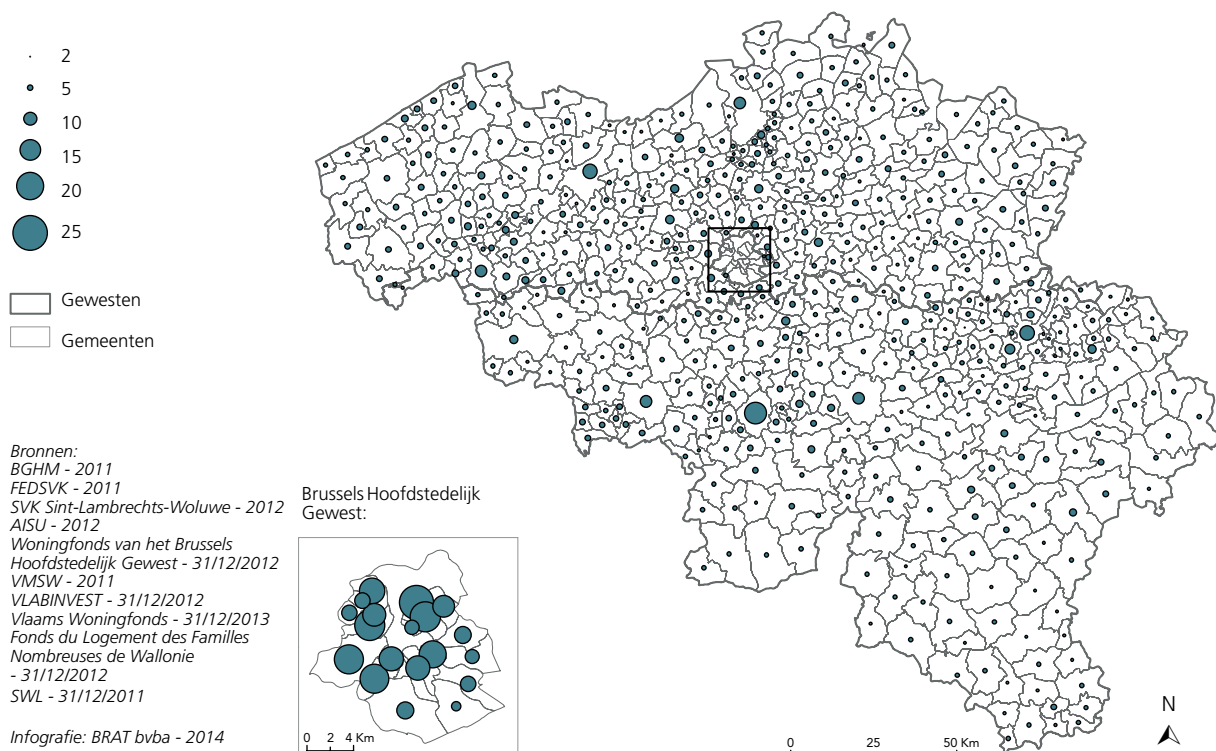 2
5
10
15
20
25
Gewesten
Gemeenten
Bronnen:
BGHM - 2011
FEDSVK - 2011
SVK Sint-Lambrechts-Woluwe - 2012
AISU - 2012
Woningfonds van het Brussels
Hoofdstedelijk Gewest - 31/12/2012
VMSW - 2011
VLABINVEST - 31/12/2012
Vlaams Woningfonds - 31/12/2013
Fonds du Logement des Familles
Nombreuses de Wallonie
- 31/12/2012
SWL - 31/12/2011
Infografie: BRAT bvba - 2014
Brussels Hoofdstedelijk
Gewest:
0 2 4 Km
0 25 50 Km
N